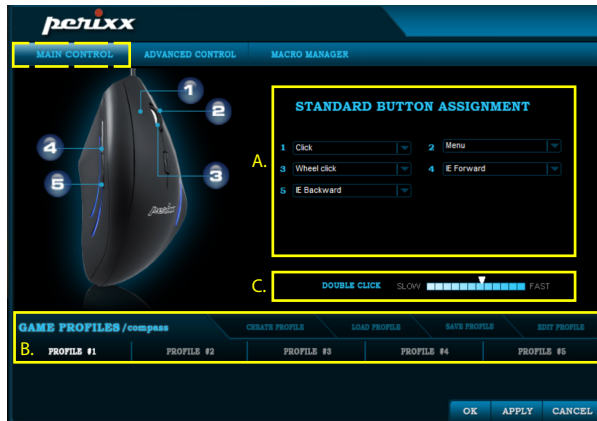 perixx
MAIN CONTROL ADVANCED CONTROL MACRO MANAGER
1
2
3
4
5
perixx
A.
STANDARD BUTTON ASSIGNMENT
1 Click 2 Menu
3 Wheel click 4 IE Forward
5 IE Backward
C.
DOUBLE CLICK SLOW FAST
GAME PROFILES/compass CREATE PROFILE LOAD PROFILE SAVE PROFILE EDIT PROFILE
B. PROFILE #1 PROFILE #2 PROFILE #3 PROFILE #4 PROFILE #5
OK APPLY CANCEL